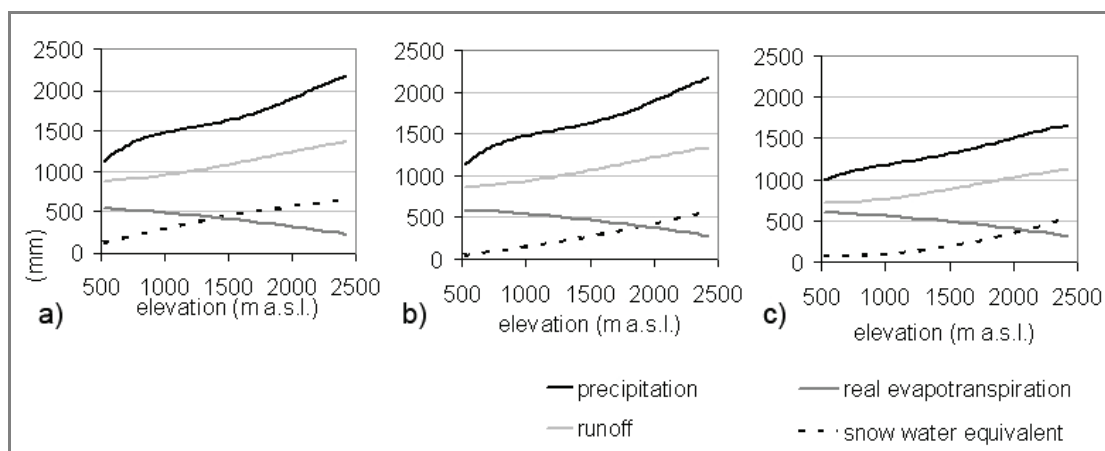 2500
2000
1500
1000
500
0
(mm)
500 1000 1500 2000 2500
elevation (m a.s.l.)
a)
2500
2000
1500
1000
500
0
500 1000 1500 2000 2500
elevation (m a.s.l.)
b)
2500
2000
1500
1000
500
0
500 1000 1500 2000 2500
elevation (m a.s.l.)
c)
precipitation
real evapotranspiration
runoff
snow water equivalent